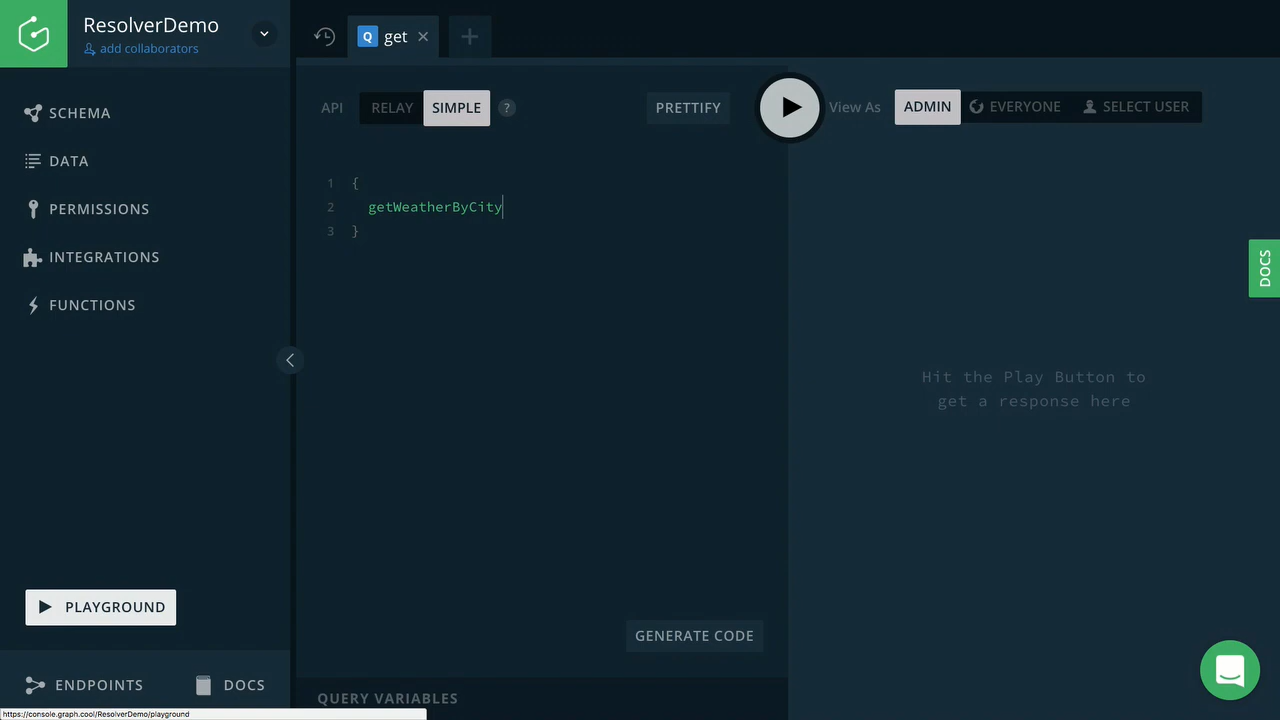 ResolverDemo
add collaborators
SCHEMA
DATA
PERMISSIONS
INTEGRATIONS
FUNCTIONS
PLAYGROUND
ENDPOINTS
DOCS
https://console.graph.cool/ResolverDemo/playground
Q get
API RELAY SIMPLE ? PRETTIFY
1 {
2 getWeatherByCity
3 }
GENERATE CODE
QUERY VARIABLES
View As ADMIN EVERYONE SELECT USER
Hit the Play Button to
get a response here
DOCS